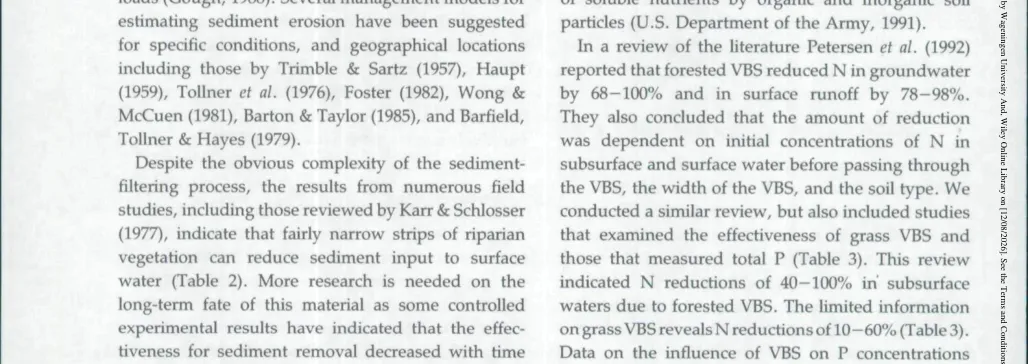 loads (Gough, 1988). Several management models for
estimating sediment erosion have been suggested
for specific conditions, and geographical locations
including those by Trimble & Sartz (1957), Haupt
(1959), Tollner et al. (1976), Foster (1982), Wong &
McCuen (1981), Barton & Taylor (1985), and Barfield,
Tollner & Hayes (1979).
Despite the obvious complexity of the sediment-
filtering process, the results from numerous field
studies, including those reviewed by Karr & Schlosser
(1977), indicate that fairly narrow strips of riparian
vegetation can reduce sediment input to surface
water (Table 2). More research is needed on the
long-term fate of this material as some controlled
experimental results have indicated that the effec-
tiveness for sediment removal decreased with time
of soluble nutrients by organic and inorganic soil
particles (U.S. Department of the Army, 1991).
In a review of the literature Petersen et al. (1992)
reported that forested VBS reduced N in groundwater
by 68–100% and in surface runoff by 78–98%.
They also concluded that the amount of reduction
was dependent on initial concentrations of N in
subsurface and surface water before passing through
the VBS, the width of the VBS, and the soil type. We
conducted a similar review, but also included studies
that examined the effectiveness of grass VBS and
those that measured total P (Table 3). This review
indicated N reductions of 40–100% in subsurface
waters due to forested VBS. The limited information
on grass VBS reveals N reductions of 10–60% (Table 3).
Data on the influence of VBS on P concentrations
by Wageningen University And, Wiley Online Library on [12/08/2026]. See the Terms and Conditions